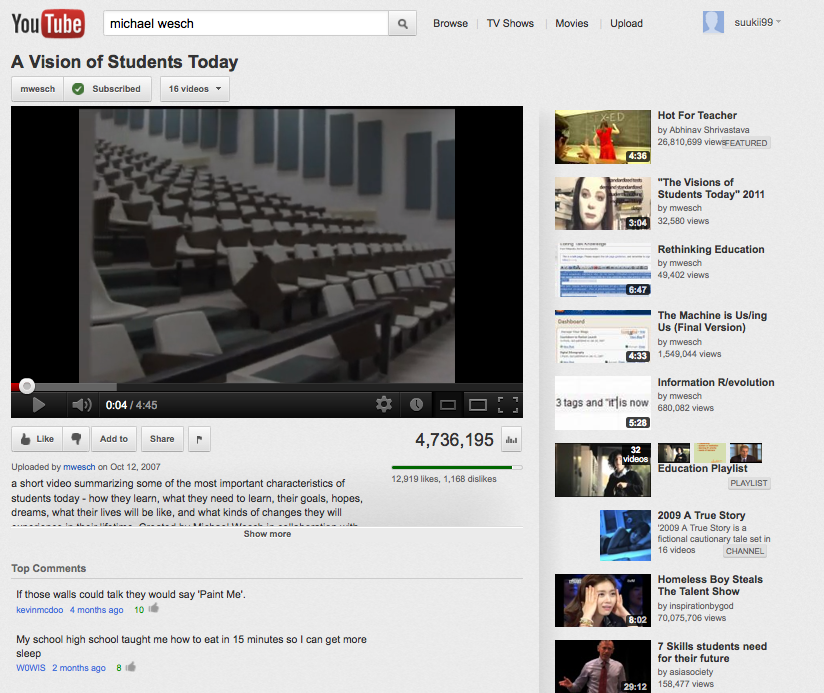 YouTube
michael wesch
Browse
TV Shows
Movies
Upload
suukii99
A Vision of Students Today
mwesch
Subscribed
16 videos
0:04 / 4:45
Like
Add to
Share
4,736,195
Uploaded by mwesch on Oct 12, 2007
12,919 likes, 1,168 dislikes
a short video summarizing some of the most important characteristics of
students today - how they learn, what they need to learn, their goals, hopes,
dreams, what their lives will be like, and what kinds of changes they will
experience in their lifetime. Created by Michael Wesch in collaboration with
Show more
Top Comments
If those walls could talk they would say 'Paint Me'.
kevinmcdoo 4 months ago 10
My school high school taught me how to eat in 15 minutes so I can get more
sleep
W0WIS 2 months ago 8
4:36
Hot For Teacher
by Abhinav Shrivastava
26,810,699 views
FEATURED
3:04
"The Visions of
Students Today" 2011
by mwesch
32,580 views
6:47
Rethinking Education
by mwesch
49,402 views
Dashboard
4:33
The Machine is Us/ing
Us (Final Version)
by mwesch
1,549,044 views
3 tags and "it" is now
5:28
Information R/evolution
by mwesch
680,082 views
32
videos
Education Playlist
PLAYLIST
2009 A True Story
'2009 A True Story is a
fictional cautionary tale set in
16 videos
CHANNEL
8:02
Homeless Boy Steals
The Talent Show
by inspirationbygod
70,075,706 views
29:12
7 Skills students need
for their future
by asiasociety
158,477 views